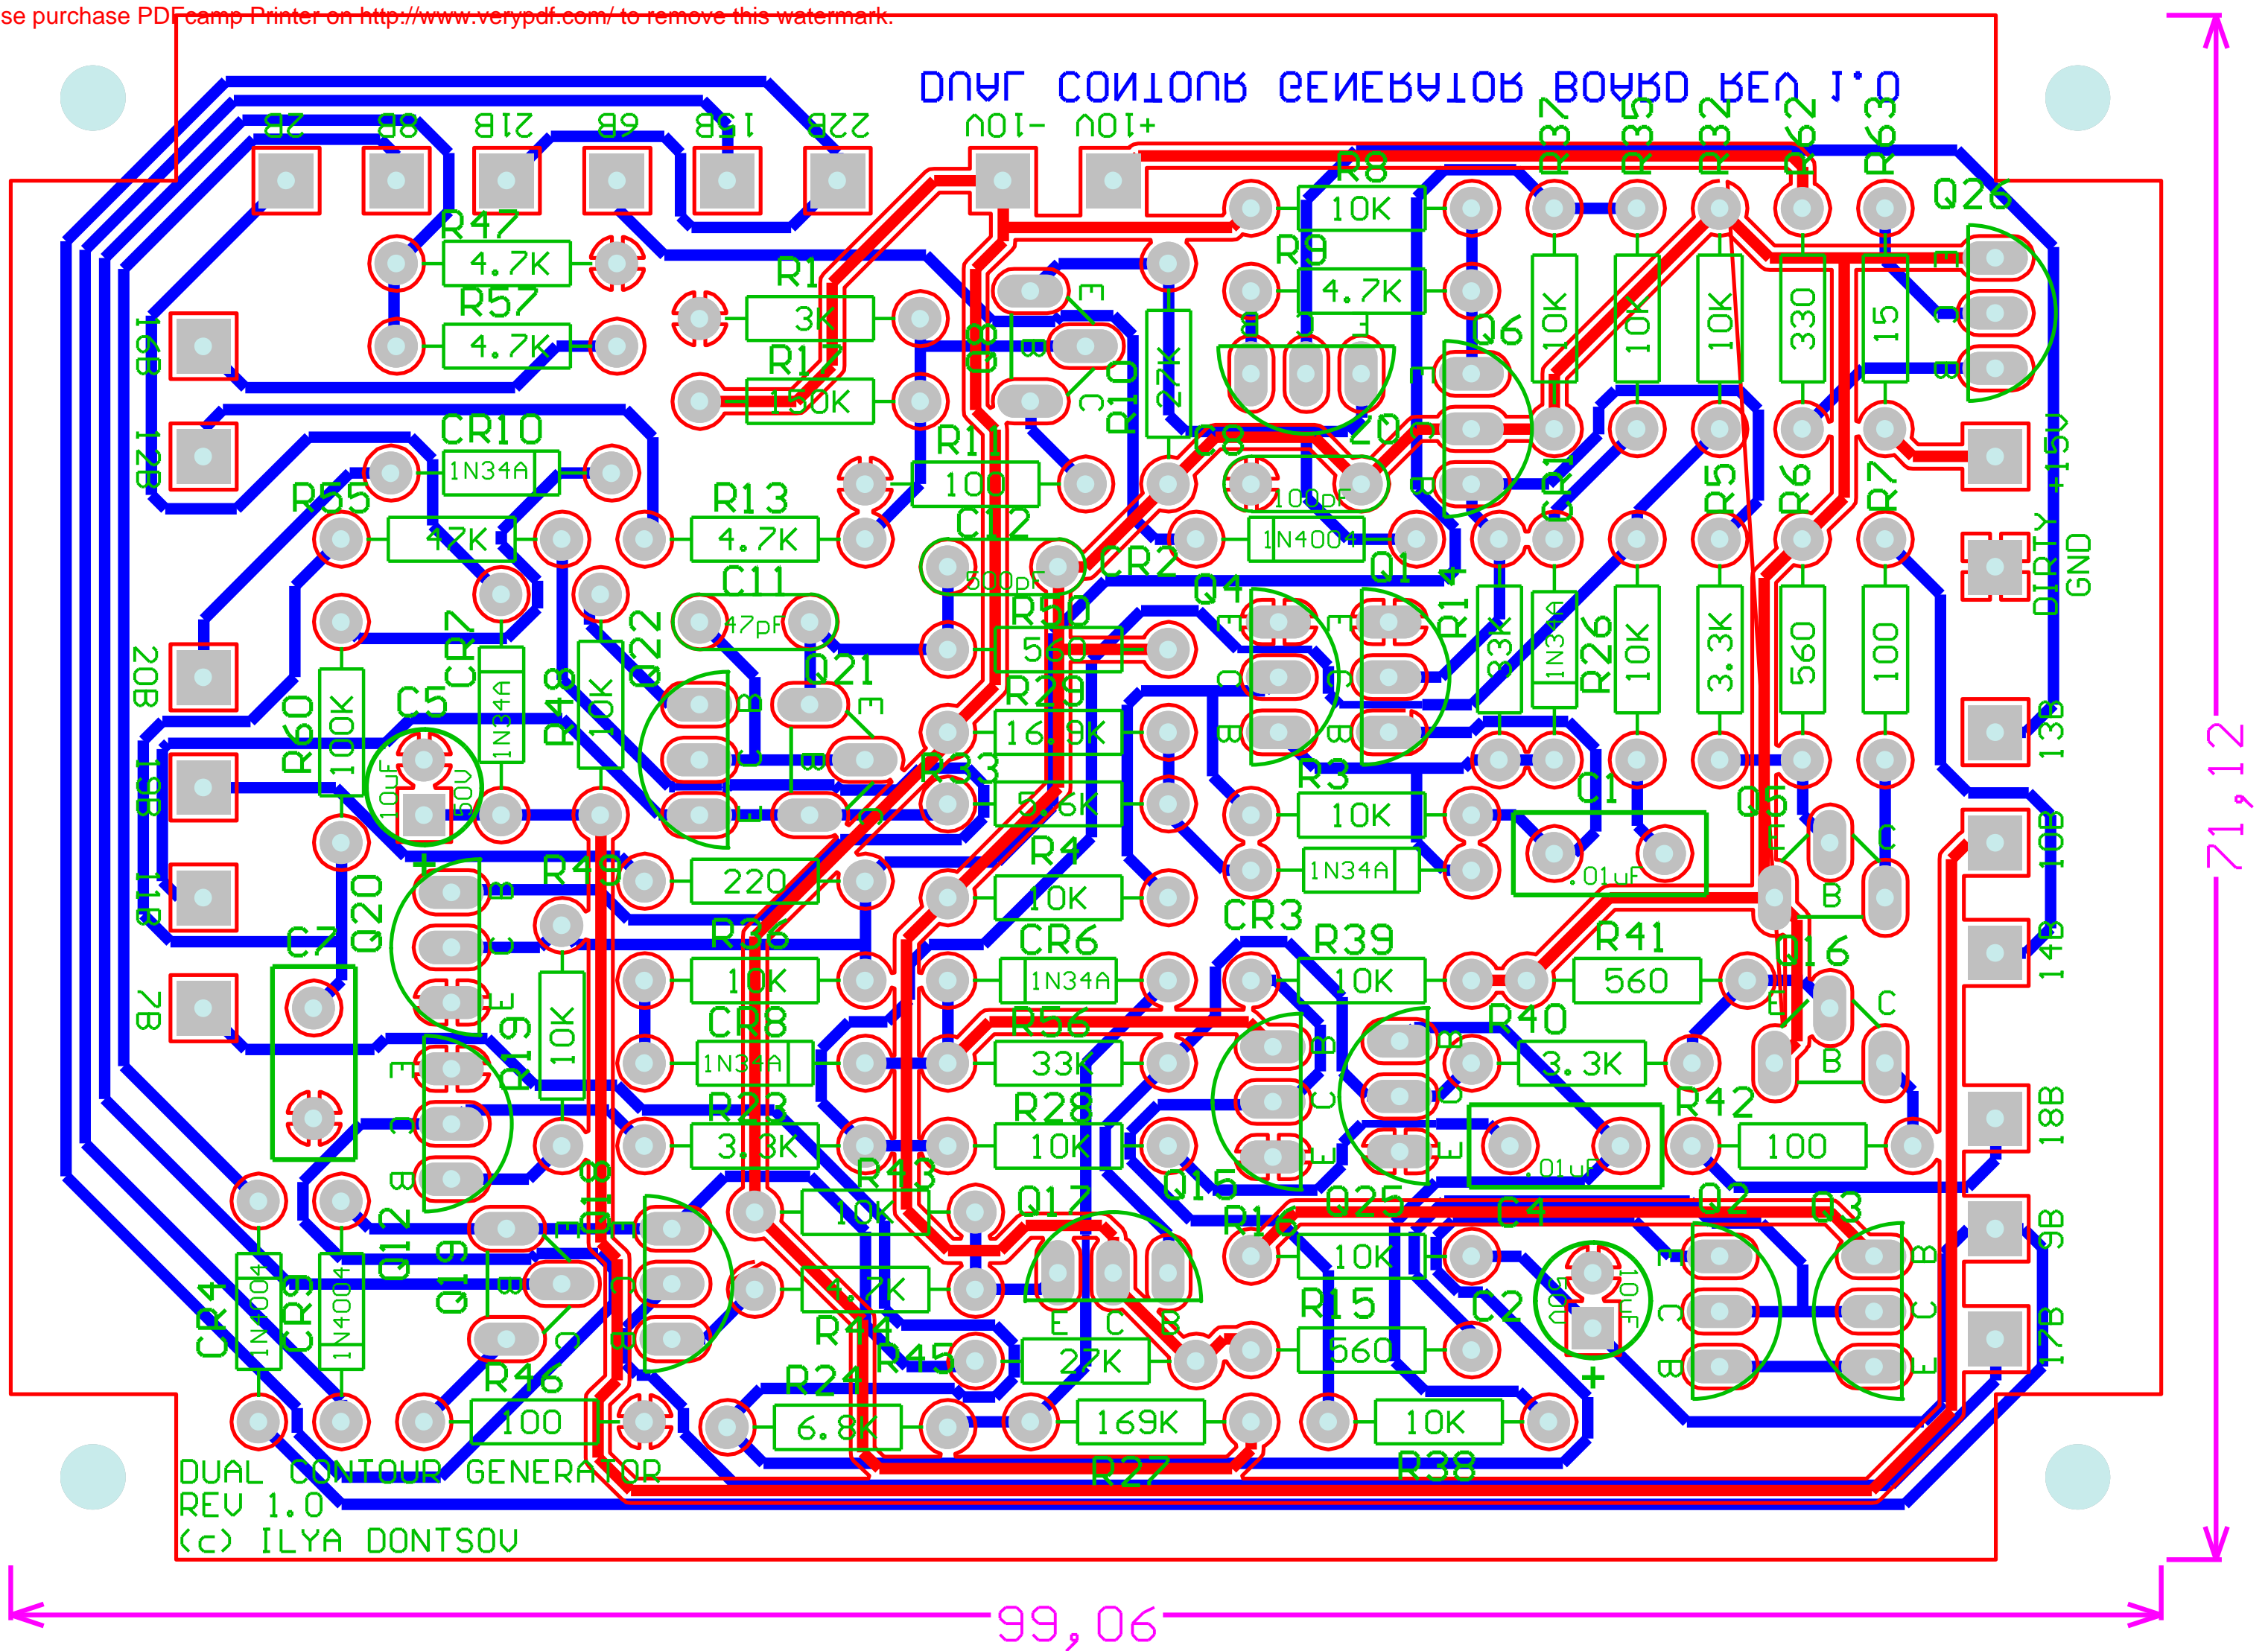 se purchase PDFcamp Printer on http://www.verypdf.com/ to remove this watermark.
DUAL CONTOUR GENERATOR BOARD REV 1.0
2B 8B 21B 6B 15B 22B -10V +10V
R37 R35 R32 R62 R63
R8
10K
Q26
R47
4.7K
R9
4.7K
R57
4.7K
R1
3K
E
B
C
Q8
R10
27K
Q6
10K 10K 10K 330 15
16B
150K
CR10
1N34A
12B
R11
100
C8
100pF
+15V
R55
47K
R13
4.7K
C12
500pF
CR2
1N4004
CR1
R5 R6 R7
DIRTY
GND
C11
47pF
R50
560
Q4
Q1
R14
33K
1N34A
R26
10K
3.3K
560
100
20B
R60
100K
C5
10uF
50V
CR7
1N34A
R48
10K
Q22
Q21
R29
169K
13B
19B
R33
5.6K
R3
10K
C1
.01uF
Q5
10B
11B
R49
220
R4
10K
1N34A
CR3
Q20
C7
R36
10K
CR6
1N34A
R39
10K
R41
560
Q16
14B
7B
CR8
1N34A
R56
33K
R40
3.3K
R19
10K
R23
3.3K
R28
10K
.01uF
R42
100
18B
R43
10K
Q17
Q15
R16
10K
Q25
C4
Q2
Q3
9B
Q12
Q19
Q18
CR4
1N4004
CR9
1N4004
4.7K
R44
R45
27K
E C B
R15
560
C2
10uF
50V
17B
R46
100
R24
6.8K
169K
R27
10K
R38
DUAL CONTOUR GENERATOR
REV 1.0
(c) ILYA DONTSOV
71,12
99,06